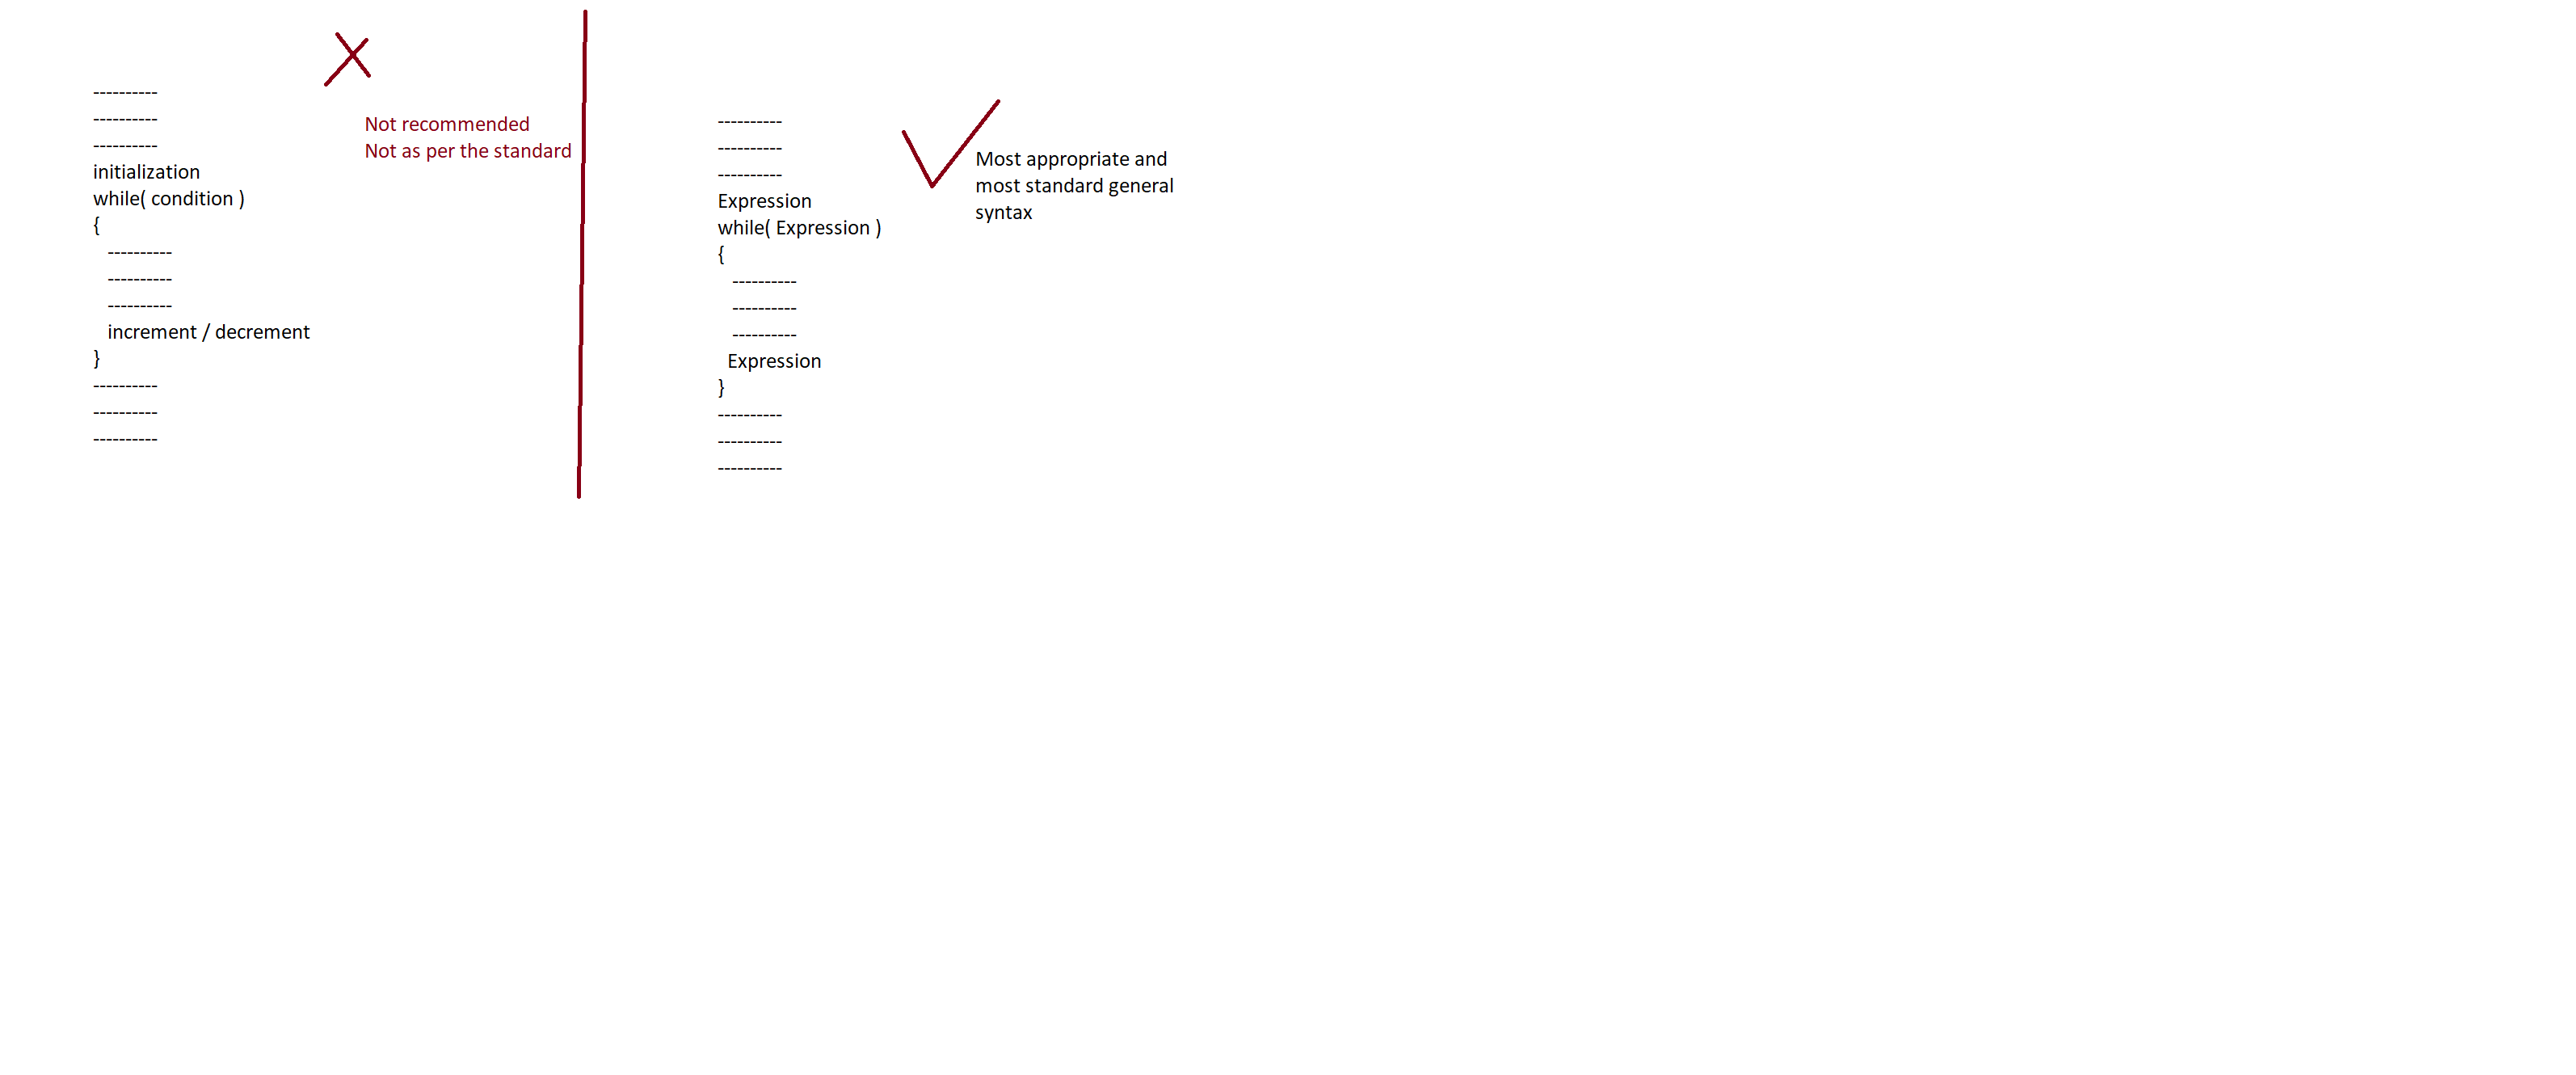 ----------
----------
----------
initialization
while( condition )
{
----------
----------
----------
increment / decrement
}
----------
----------
----------
Not recommended
Not as per the standard
----------
----------
----------
Expression
while( Expression )
{
----------
----------
----------
Expression
}
----------
----------
----------
Most appropriate and
most standard general
syntax